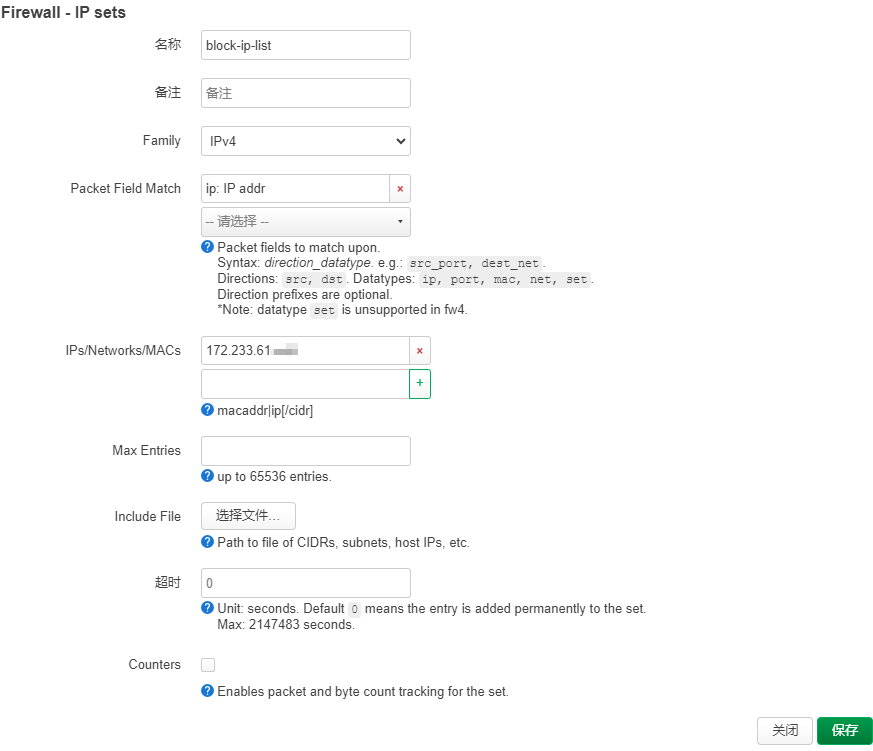 Firewall - IP sets
名称
block-ip-list
备注
备注
Family
IPv4
Packet Field Match
ip: IP addr
×
-- 请选择 --
? Packet fields to match upon.
Syntax: direction_datatype. e.g.: src_port, dest_net.
Directions: src, dst. Datatypes: ip, port, mac, net, set.
Direction prefixes are optional.
*Note: datatype set is unsupported in fw4.
IPs/Networks/MACs
172.233.61
×
+
? macaddr|ip[/cidr]
Max Entries
? up to 65536 entries.
Include File
选择文件…
? Path to file of CIDRs, subnets, host IPs, etc.
超时
0
? Unit: seconds. Default 0 means the entry is added permanently to the set.
Max: 2147483 seconds.
Counters
? Enables packet and byte count tracking for the set.
关闭
保存